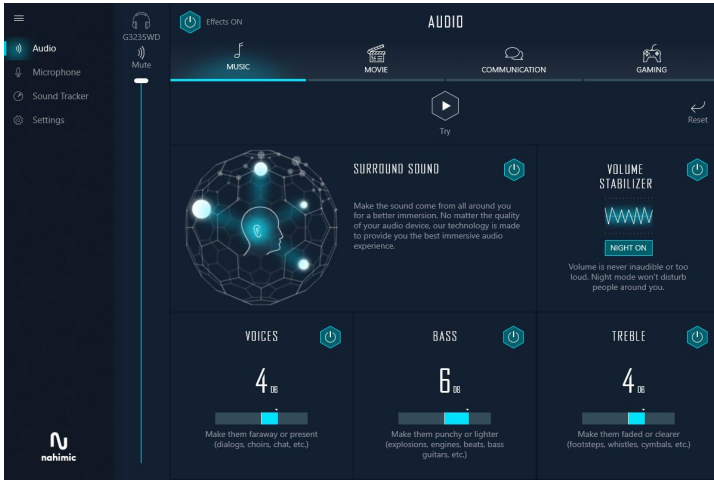 Effects ON
AUDIO
G3235WD
Mute
Audio
Microphone
Sound Tracker
Settings
MUSIC
MOVIE
COMMUNICATION
GAMING
Try
Reset
SURROUND SOUND
Make the sound come from all around you
for a better immersion. No matter the quality
of your audio device, our technology is made
to provide you the best immersive audio
experience.
VOLUME
STABILIZER
NIGHT ON
Volume is never inaudible or too
loud. Night mode won't disturb
people around you.
VOICES
4 DB
Make them faraway or present
(dialogs, choirs, chat, etc.)
BASS
6 DB
Make them punchy or lighter
(explosions, engines, beats, bass
guitars, etc.)
TREBLE
4 DB
Make them faded or clearer
(footsteps, whistles, cymbals, etc.)
nahimic